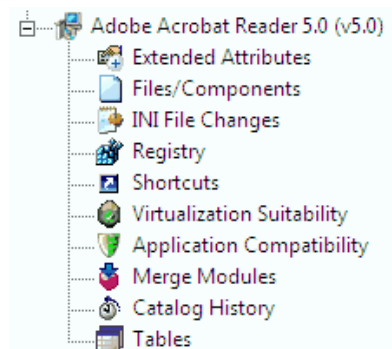 Adobe Acrobat Reader 5.0 (v5.0)
Extended Attributes
Files/Components
INI File Changes
Registry
Shortcuts
Virtualization Suitability
Application Compatibility
Merge Modules
Catalog History
Tables